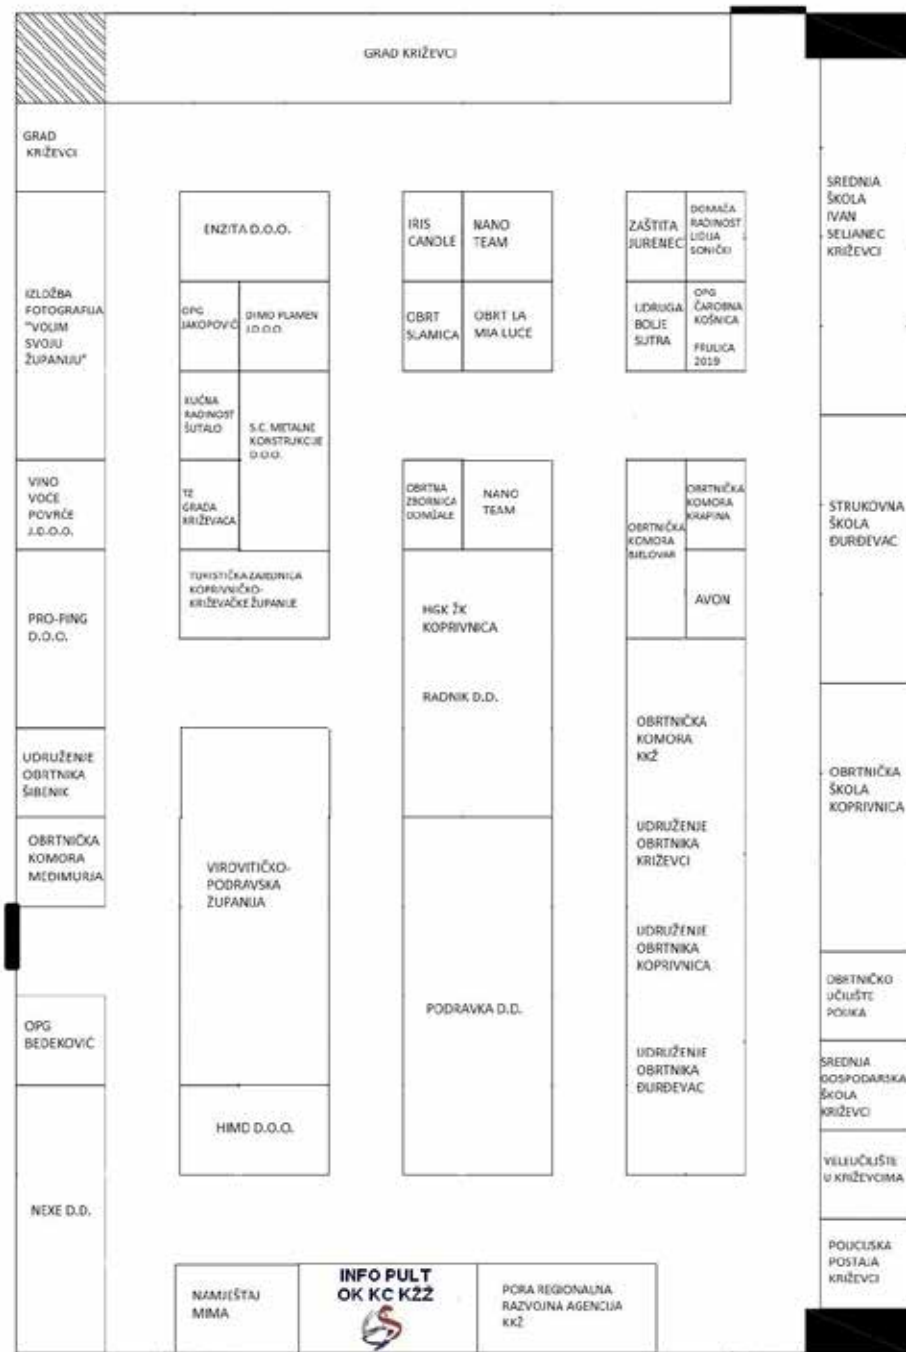 GRAD KRIŽEVCI
GRAD
KRIŽEVCI
IZLOŽBA
FOTOGRAFIJA
"VOLIM
SVOJU
ŽUPANIJU"
VINO
VOĆE
POVRĆE
J.D.O.O.
PRO-PING
D.O.O.
UDRUŽENJE
OBRTNIKA
ŠIBENIK
OBRTNIČKA
KOMORA
MEĐIMURJA
OPG
BEDEKOVIĆ
NEXE D.D.
ENZITA D.O.O.
OPG
JAKOPOVIĆ
DIMO PLAMEN
J.D.O.O.
KUĆNA
RADINOST
ŠUTALO
S.C. METALNE
KONSTRUKCIJE
D.O.O.
TZ
GRADA
KRIŽEVACA
TURISTIČKA ZAJEDNICA
KOPRIVNIČKO-
KRIŽEVAČKE ŽUPANIJE
VIROVITIČKO-
PODRAVSKA
ŽUPANIJA
HIMO D.O.O.
IRIS
CANDLE
NANO
TEAM
OBRT
SLAMICA
OBRT LA
MIA LUCE
OBRTNA
ZBORNICA
DOMŽALE
NANO
TEAM
HGK ŽK
KOPRIVNICA
RADNIK D.D.
PODRAVKA D.D.
ZAŠTITA
JURENEC
DOMAĆA
RADINOST
LIDIJA
SONIČKI
UDRUGA
BOLJE
SUTRA
OPG
ČAROBNA
KOŠNICA
FRULICA
2019
OBRTNIČKA
KOMORA
BJELOVAR
OBRTNIČKA
KOMORA
KRAPINA
AVON
OBRTNIČKA
KOMORA
KKŽ
UDRUŽENJE
OBRTNIKA
KRIŽEVCI
UDRUŽENJE
OBRTNIKA
KOPRIVNICA
UDRUŽENJE
OBRTNIKA
ĐURĐEVAC
SREDNJA
ŠKOLA
IVAN
SELJANEC
KRIŽEVCI
STRUKOVNA
ŠKOLA
ĐURĐEVAC
OBRTNIČKA
ŠKOLA
KOPRIVNICA
OBRTNIČKO
UČILIŠTE
POUKA
SREDNJA
GOSPODARSKA
ŠKOLA
KRIŽEVCI
VELEUČILIŠTE
U KRIŽEVCIMA
POLICIJSKA
POSTAJA
KRIŽEVCI
NAMJEŠTAJ
MIMA
INFO PULT
OK KC KŽŽ
PORA REGIONALNA
RAZVOJNA AGENCIJA
KKŽ